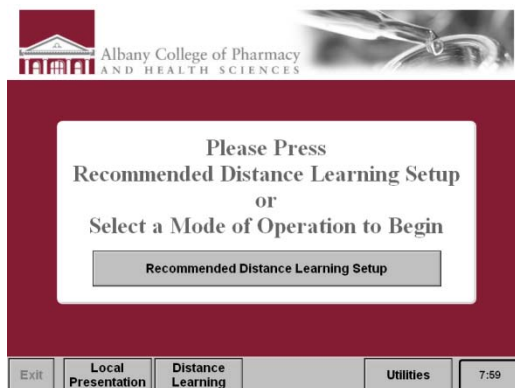 Albany College of Pharmacy
AND HEALTH SCIENCES
Please Press
Recommended Distance Learning Setup
or
Select a Mode of Operation to Begin
Recommended Distance Learning Setup
Exit
Local
Presentation
Distance
Learning
Utilities
7:59